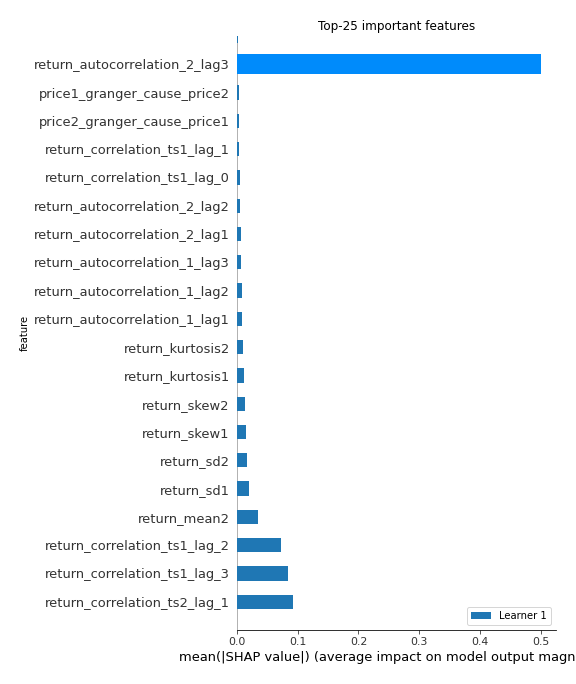 Top-25 important features
return_autocorrelation_2_lag3
price1_granger_cause_price2
price2_granger_cause_price1
return_correlation_ts1_lag_1
return_correlation_ts1_lag_0
return_autocorrelation_2_lag2
return_autocorrelation_2_lag1
return_autocorrelation_1_lag3
return_autocorrelation_1_lag2
return_autocorrelation_1_lag1
feature
return_kurtosis2
return_kurtosis1
return_skew2
return_skew1
return_sd2
return_sd1
return_mean2
return_correlation_ts1_lag_2
return_correlation_ts1_lag_3
return_correlation_ts2_lag_1
Learner 1
0.0 0.1 0.2 0.3 0.4 0.5
mean(|SHAP value|) (average impact on model output magn